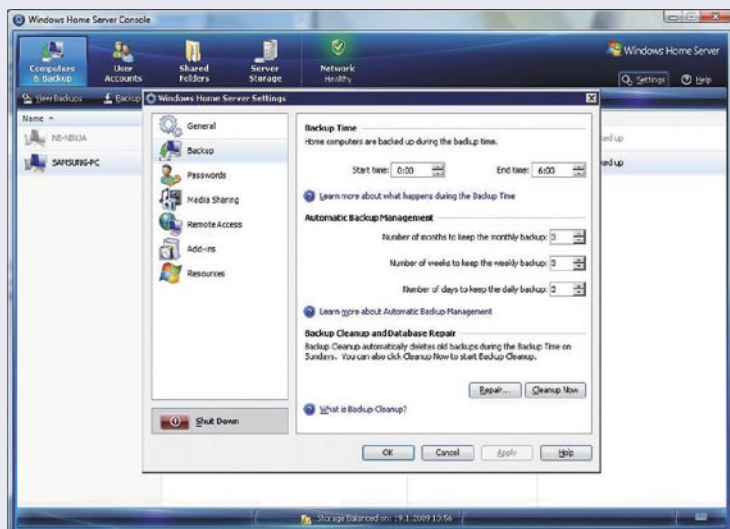 Windows Home Server Console
Computers & Backup
User Accounts
Shared Folders
Server Storage
Network Healthy
Windows Home Server
Settings
Help
View Backups
Backup
Windows Home Server Settings
Name
SAMSUNG-PC
General
Backup
Passwords
Media Sharing
Remote Access
Add-ins
Resources
Shut Down
Backup Time
Home computers are backed up during the backup time.
Start time: 0:00 End time: 6:00
Learn more about what happens during the Backup Time
Automatic Backup Management
Number of months to keep the monthly backup: 3
Number of weeks to keep the weekly backup: 3
Number of days to keep the daily backup: 3
Learn more about Automatic Backup Management
Backup Cleanup and Database Repair
Backup Cleanup automatically deletes old backups during the Backup Time on
Sundays. You can also click Cleanup Now to start Backup Cleanup.
Repair... Cleanup Now
What is Backup Cleanup?
OK Cancel Apply Help
Storage Balanced on: 19.1.2009 13:56